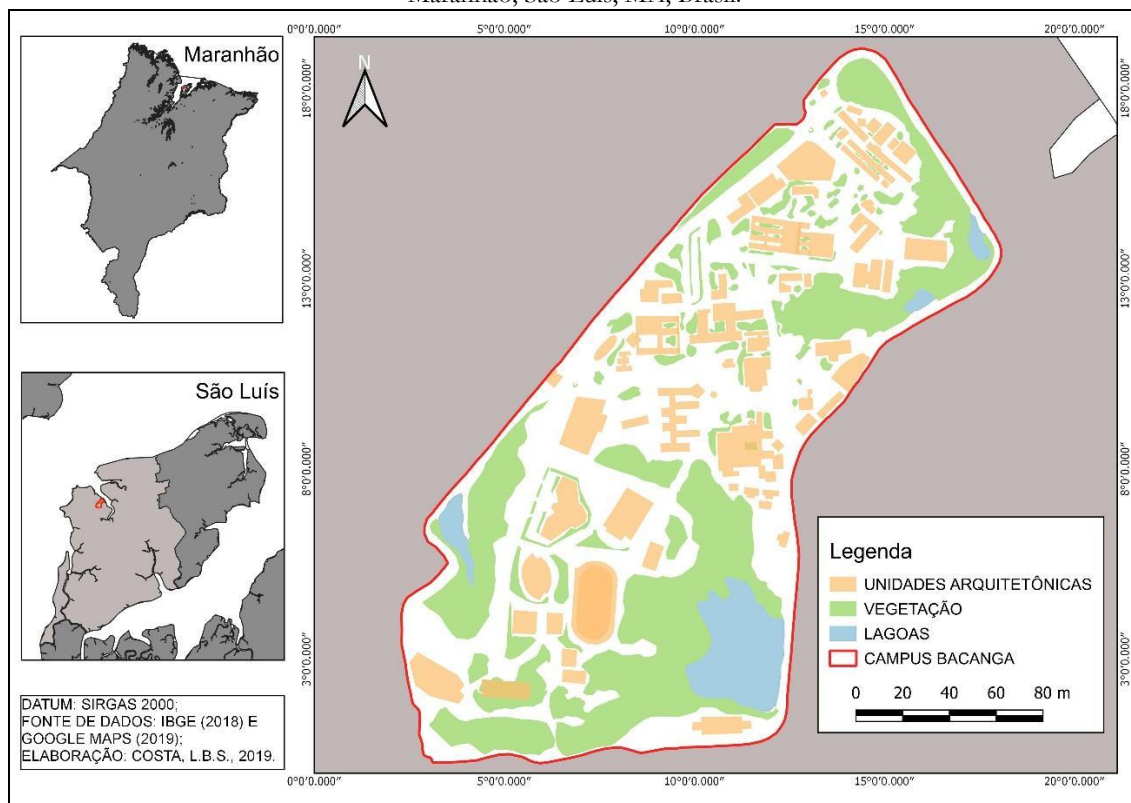 Maranhão, São Luís, MA, Brasil.
Maranhão
São Luís
DATUM: SIRGAS 2000;
FONTE DE DADOS: IBGE (2018) E
GOOGLE MAPS (2019);
ELABORAÇÃO: COSTA, L.B.S., 2019.
0°0'0.000" 5°0'0.000" 10°0'0.000" 15°0'0.000" 20°0'0.000"
18°0'0.000" 18°0'0.000"
13°0'0.000" 13°0'0.000"
8°0'0.000" 8°0'0.000"
3°0'0.000" 3°0'0.000"
N
Legenda
UNIDADES ARQUITETÔNICAS
VEGETAÇÃO
LAGOAS
CAMPUS BACANGA
0 20 40 60 80 m
0°0'0.000" 5°0'0.000" 10°0'0.000" 15°0'0.000" 20°0'0.000"